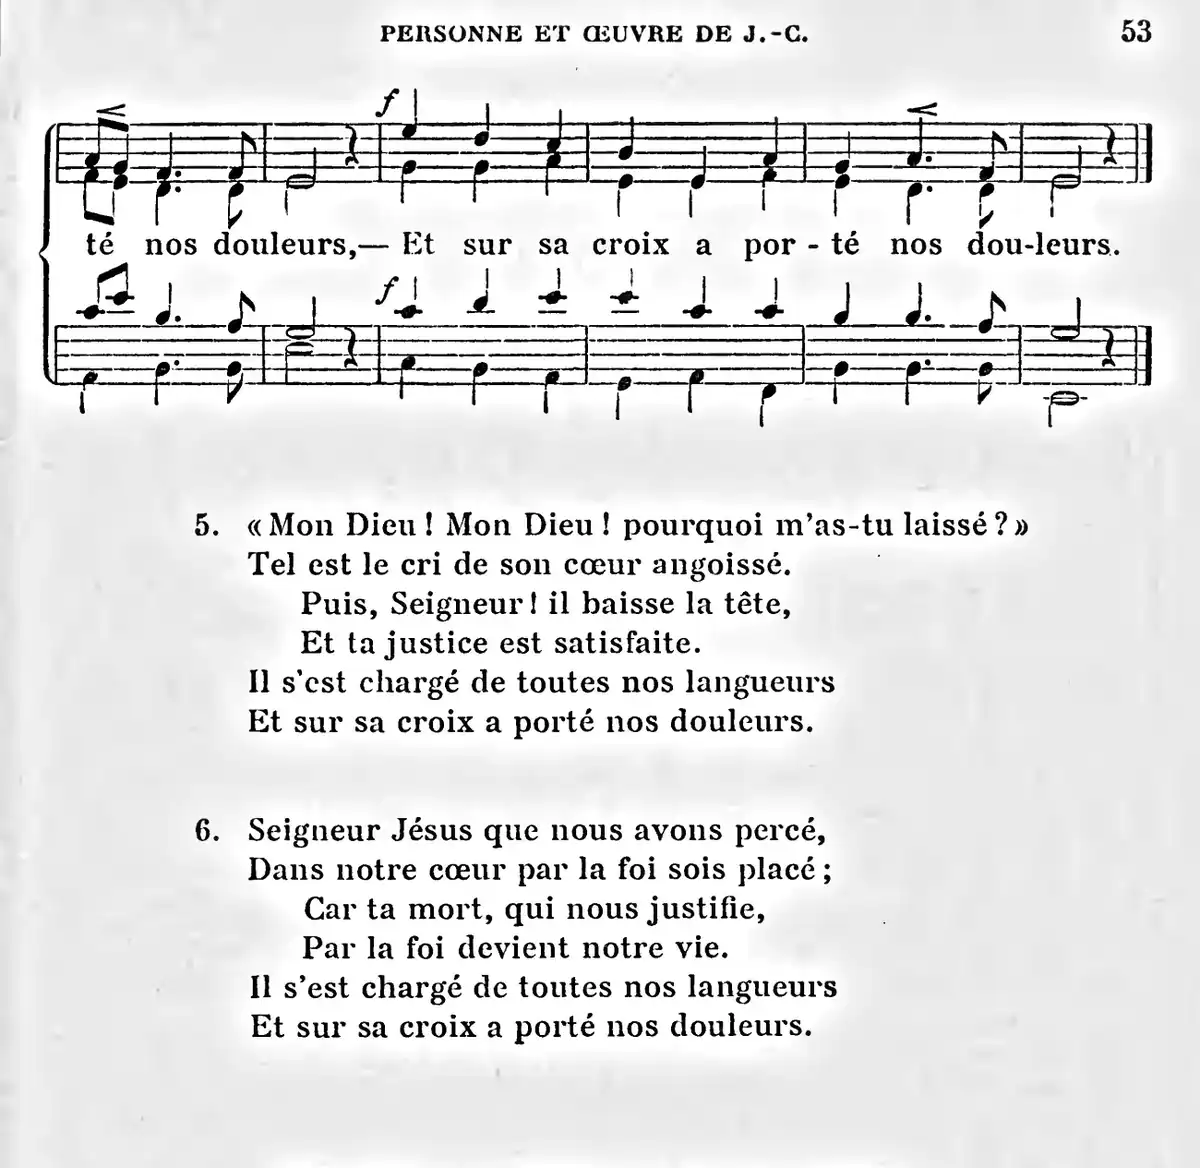 PERSONNE ET ŒUVRE DE J.-C. 53
f
té nos douleurs,— Et sur sa croix a por - té nos dou-leurs.
f
5. « Mon Dieu ! Mon Dieu ! pourquoi m’as-tu laissé ? »
Tel est le cri de son cœur angoissé.
Puis, Seigneur ! il baisse la tête,
Et ta justice est satisfaite.
Il s’est chargé de toutes nos langueurs
Et sur sa croix a porté nos douleurs.
6. Seigneur Jésus que nous avons percé,
Dans notre cœur par la foi sois placé ;
Car ta mort, qui nous justifie,
Par la foi devient notre vie.
Il s’est chargé de toutes nos langueurs
Et sur sa croix a porté nos douleurs.